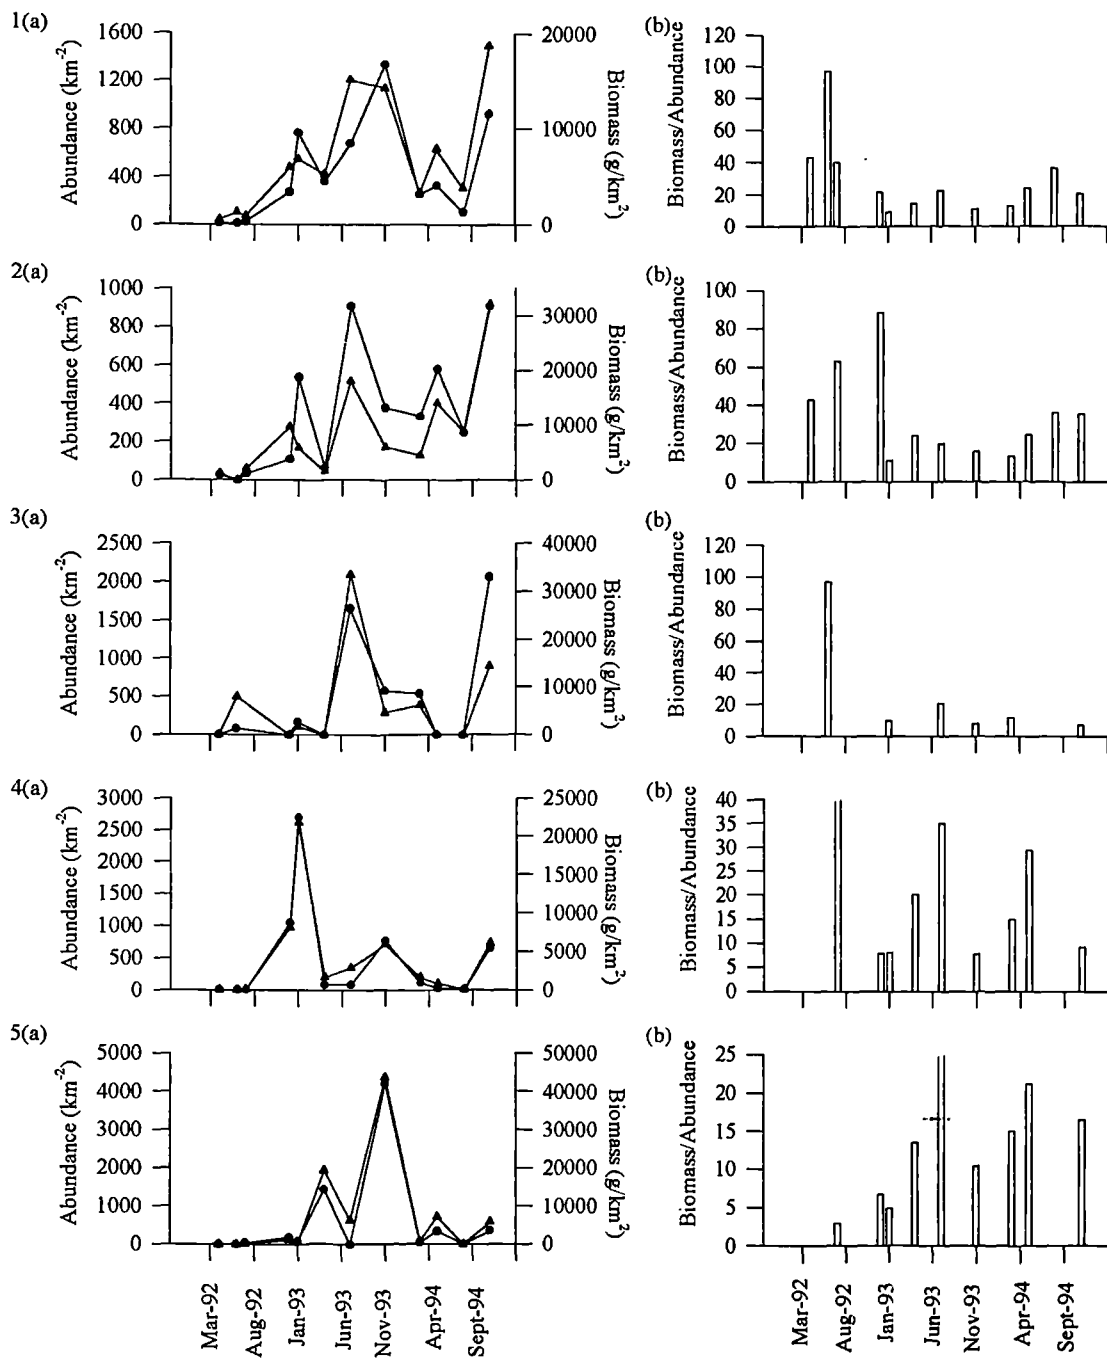 1(a)
Abundance (km-2)
1600
1200
800
400
0
20000
10000
0
Biomass (g/km2)
(b)
Biomass/Abundance
120
100
80
60
40
20
0
2(a)
Abundance (km-2)
1000
800
600
400
200
0
30000
20000
10000
0
Biomass (g/km2)
(b)
Biomass/Abundance
100
80
60
40
20
0
3(a)
Abundance (km-2)
2500
2000
1500
1000
500
0
40000
30000
20000
10000
0
Biomass (g/km2)
(b)
Biomass/Abundance
120
100
80
60
40
20
0
4(a)
Abundance (km-2)
3000
2500
2000
1500
1000
500
0
25000
20000
15000
10000
5000
0
Biomass (g/km2)
(b)
Biomass/Abundance
40
35
30
25
20
15
10
5
0
5(a)
Abundance (km-2)
5000
4000
3000
2000
1000
0
50000
40000
30000
20000
10000
0
Biomass (g/km2)
(b)
Biomass/Abundance
25
20
15
10
5
0
Mar-92
Aug-92
Jan-93
Jun-93
Nov-93
Apr-94
Sept-94
Mar-92
Aug-92
Jan-93
Jun-93
Nov-93
Apr-94
Sept-94